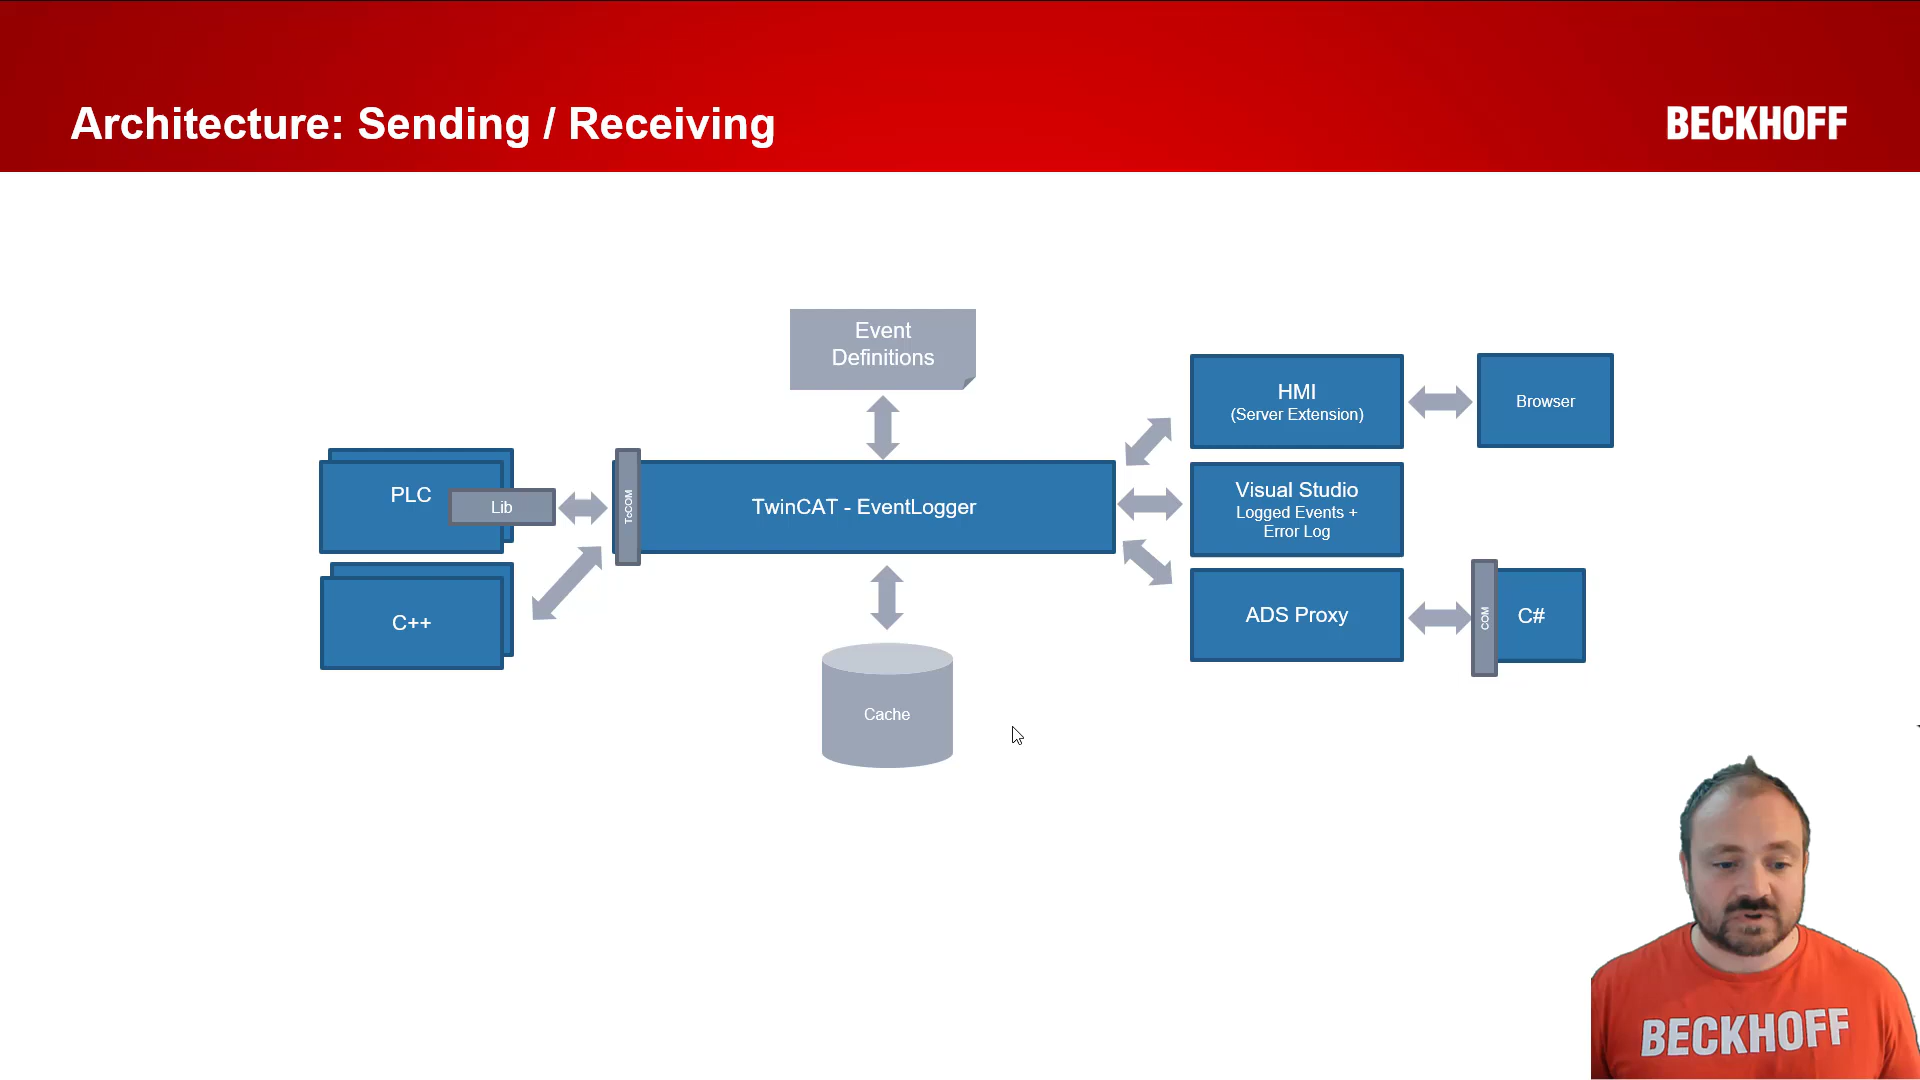 Architecture: Sending / Receiving
BECKHOFF
Event
Definitions
HMI
(Server Extension)
Browser
PLC
Lib
TcCOM
TwinCAT - EventLogger
Visual Studio
Logged Events +
Error Log
C++
ADS Proxy
COM
C#
Cache
BECKHOFF